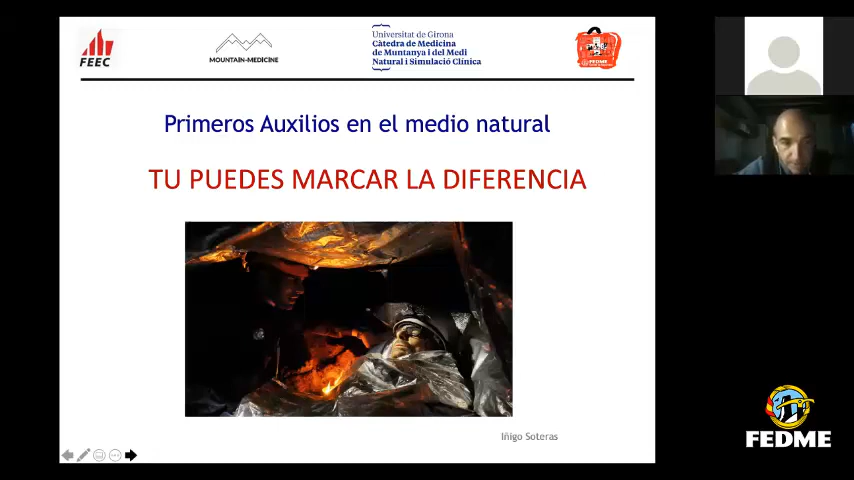 FEEC
MOUNTAIN-MEDICINE
Universitat de Girona
Càtedra de Medicina
de Muntanya i del Medi
Natural i Simulació Clínica
FEDME
Primeros Auxilios en el medio natural
TU PUEDES MARCAR LA DIFERENCIA
Iñigo Soteras
FEDME